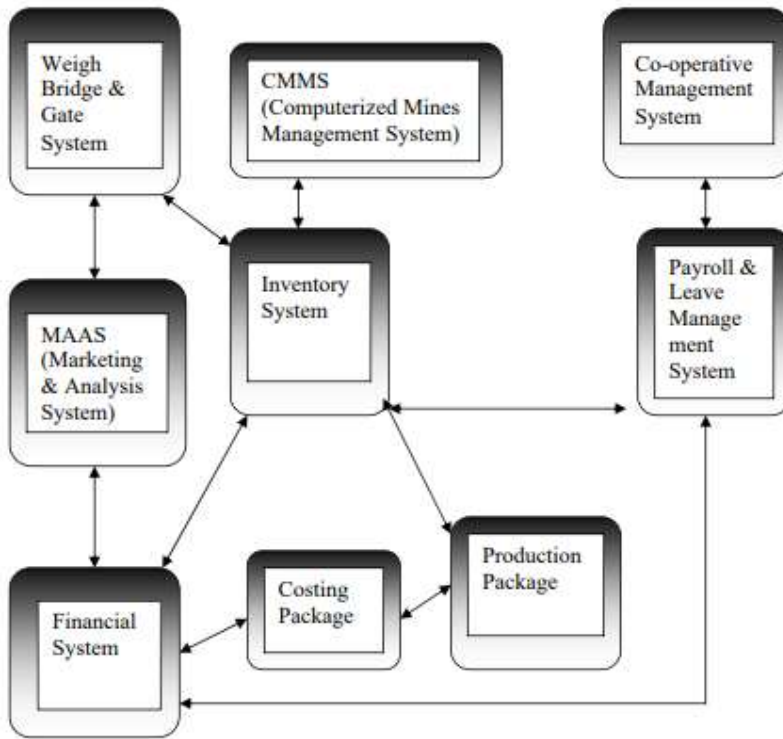 Weigh
Bridge &
Gate
System
CMMS
(Computerized Mines
Management System)
Co-operative
Management
System
Inventory
System
Payroll &
Leave
Manage
ment
System
MAAS
(Marketing
& Analysis
System)
Production
Package
Costing
Package
Financial
System